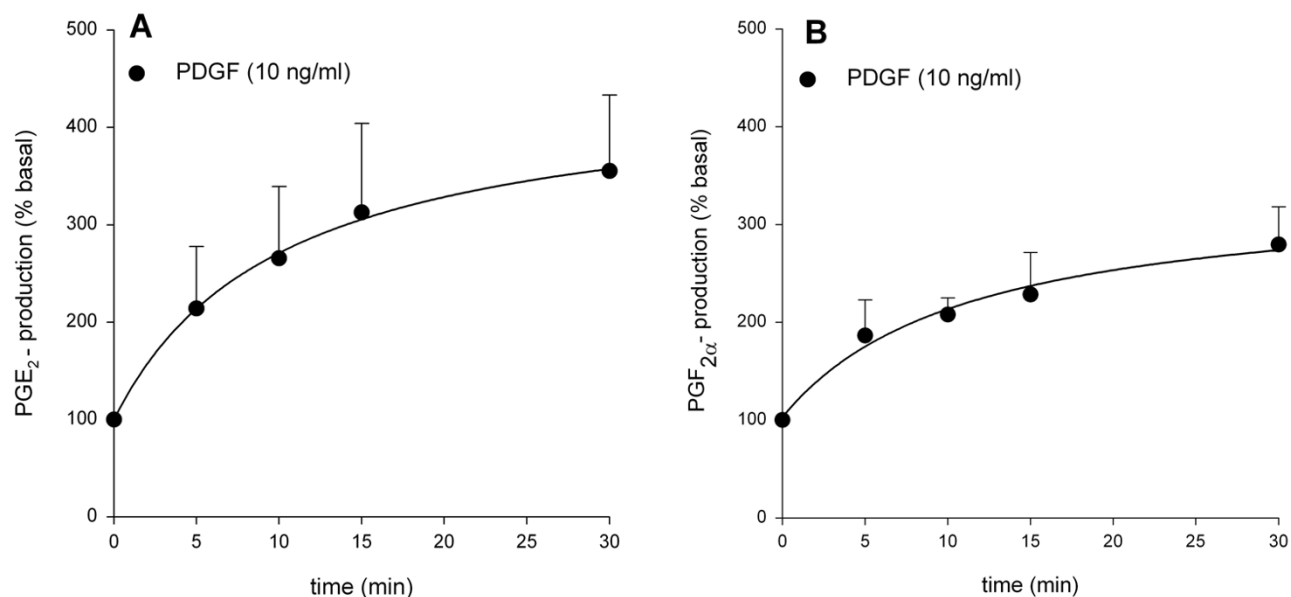 A
PDGF (10 ng/ml)
PGE₂ - production (% basal)
500
400
300
200
100
0
0 5 10 15 20 25 30
time (min)
B
PDGF (10 ng/ml)
PGF₂α- production (% basal)
500
400
300
200
100
0
0 5 10 15 20 25 30
time (min)